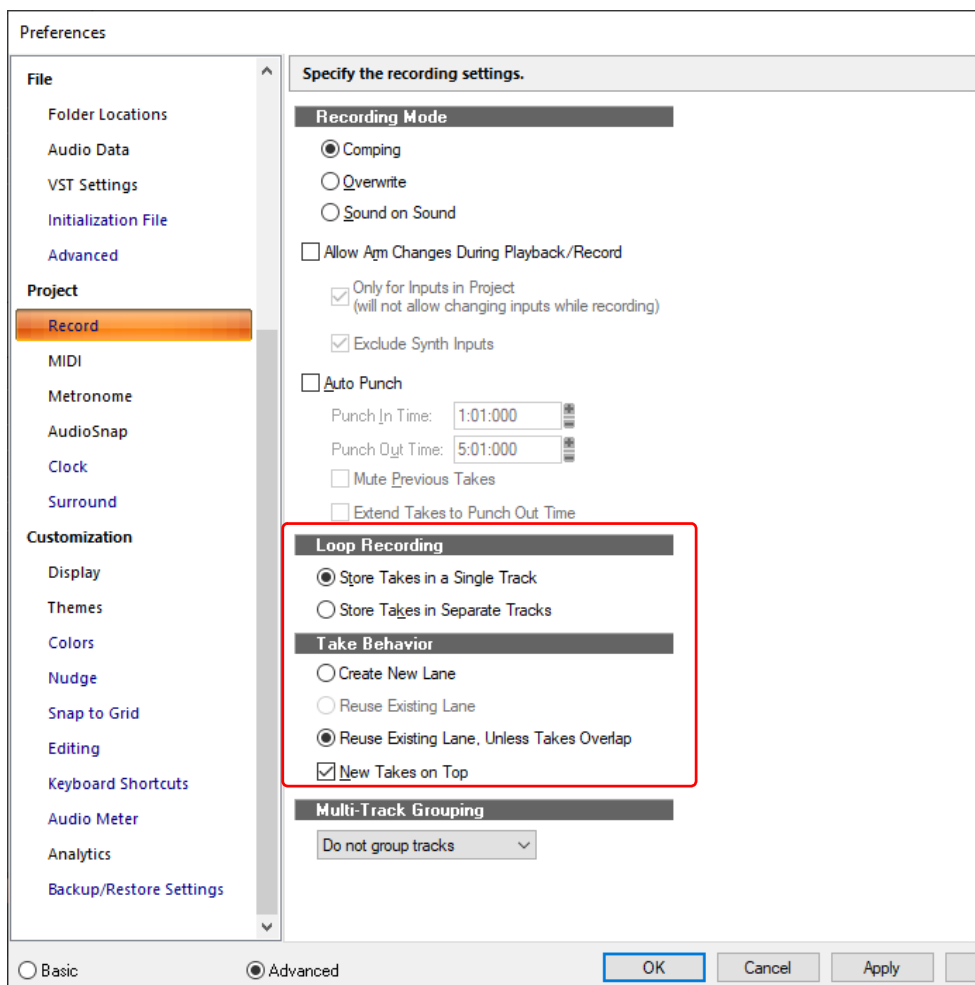 Preferences
File
Folder Locations
Audio Data
VST Settings
Initialization File
Advanced
Project
Record
MIDI
Metronome
AudioSnap
Clock
Surround
Customization
Display
Themes
Colors
Nudge
Snap to Grid
Editing
Keyboard Shortcuts
Audio Meter
Analytics
Backup/Restore Settings
Specify the recording settings.
Recording Mode
Comping
Overwrite
Sound on Sound
Allow Arm Changes During Playback/Record
Only for Inputs in Project
(will not allow changing inputs while recording)
Exclude Synth Inputs
Auto Punch
Punch In Time: 1:01:000
Punch Out Time: 5:01:000
Mute Previous Takes
Extend Takes to Punch Out Time
Loop Recording
Store Takes in a Single Track
Store Takes in Separate Tracks
Take Behavior
Create New Lane
Reuse Existing Lane
Reuse Existing Lane, Unless Takes Overlap
New Takes on Top
Multi-Track Grouping
Do not group tracks
Basic
Advanced
OK
Cancel
Apply